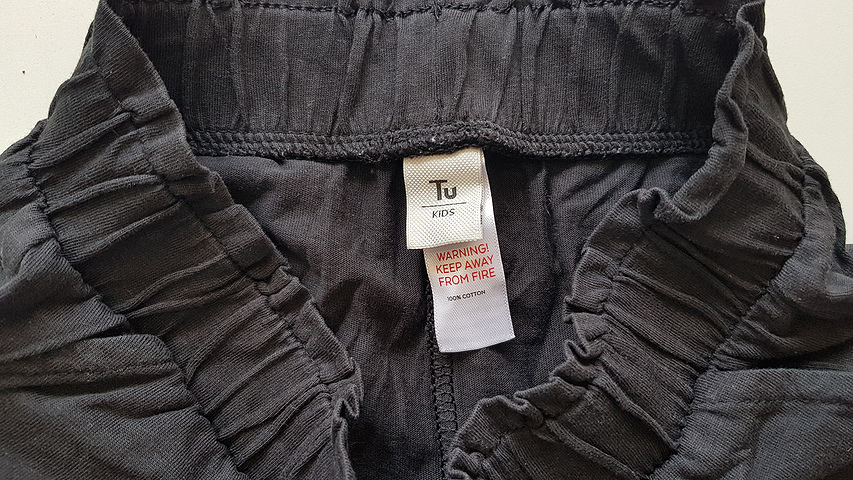 Tu
KIDS
WARNING!
KEEP AWAY
FROM FIRE
100% COTTON